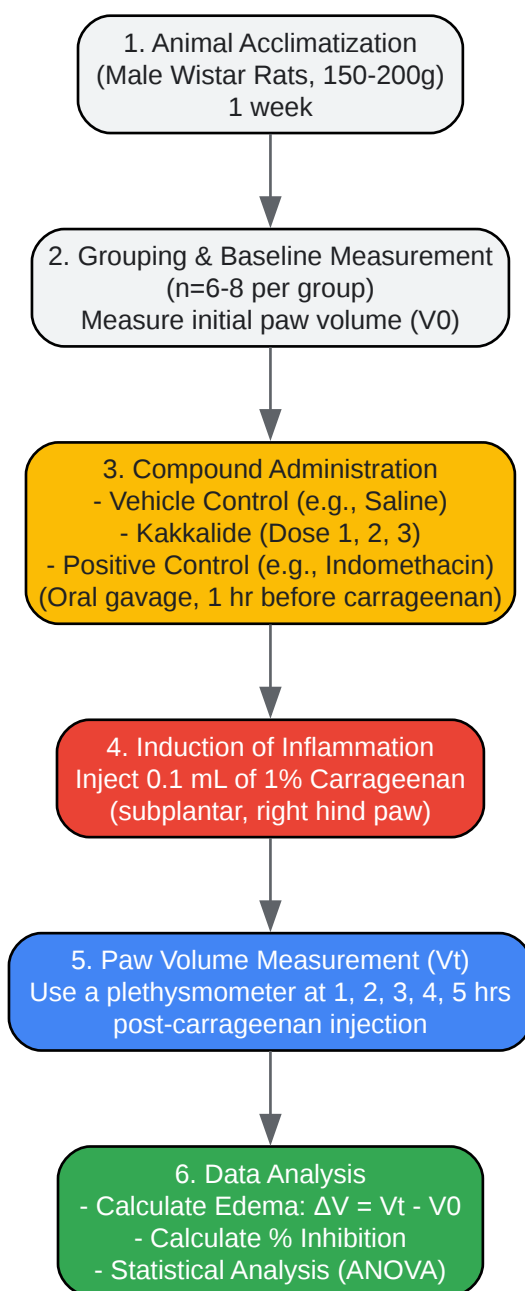 1. Animal Acclimatization
(Male Wistar Rats, 150-200g)
1 week
2. Grouping & Baseline Measurement
(n=6-8 per group)
Measure initial paw volume (V0)
3. Compound Administration
- Vehicle Control (e.g., Saline)
- Kakkalide (Dose 1, 2, 3)
- Positive Control (e.g., Indomethacin)
(Oral gavage, 1 hr before carrageenan)
4. Induction of Inflammation
Inject 0.1 mL of 1% Carrageenan
(subplantar, right hind paw)
5. Paw Volume Measurement (Vt)
Use a plethysmometer at 1, 2, 3, 4, 5 hrs
post-carrageenan injection
6. Data Analysis
- Calculate Edema: ΔV = Vt - V0
- Calculate % Inhibition
- Statistical Analysis (ANOVA)